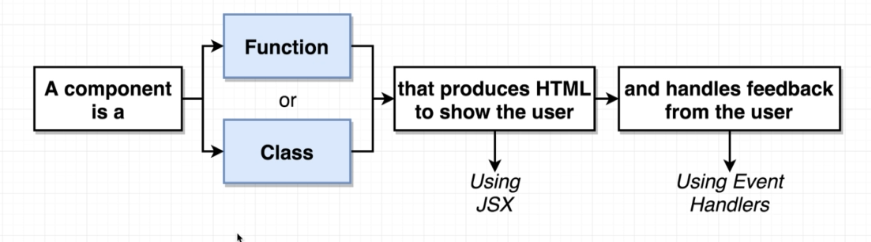 A component
is a
Function
or
Class
that produces HTML
to show the user
and handles feedback
from the user
Using
JSX
Using Event
Handlers